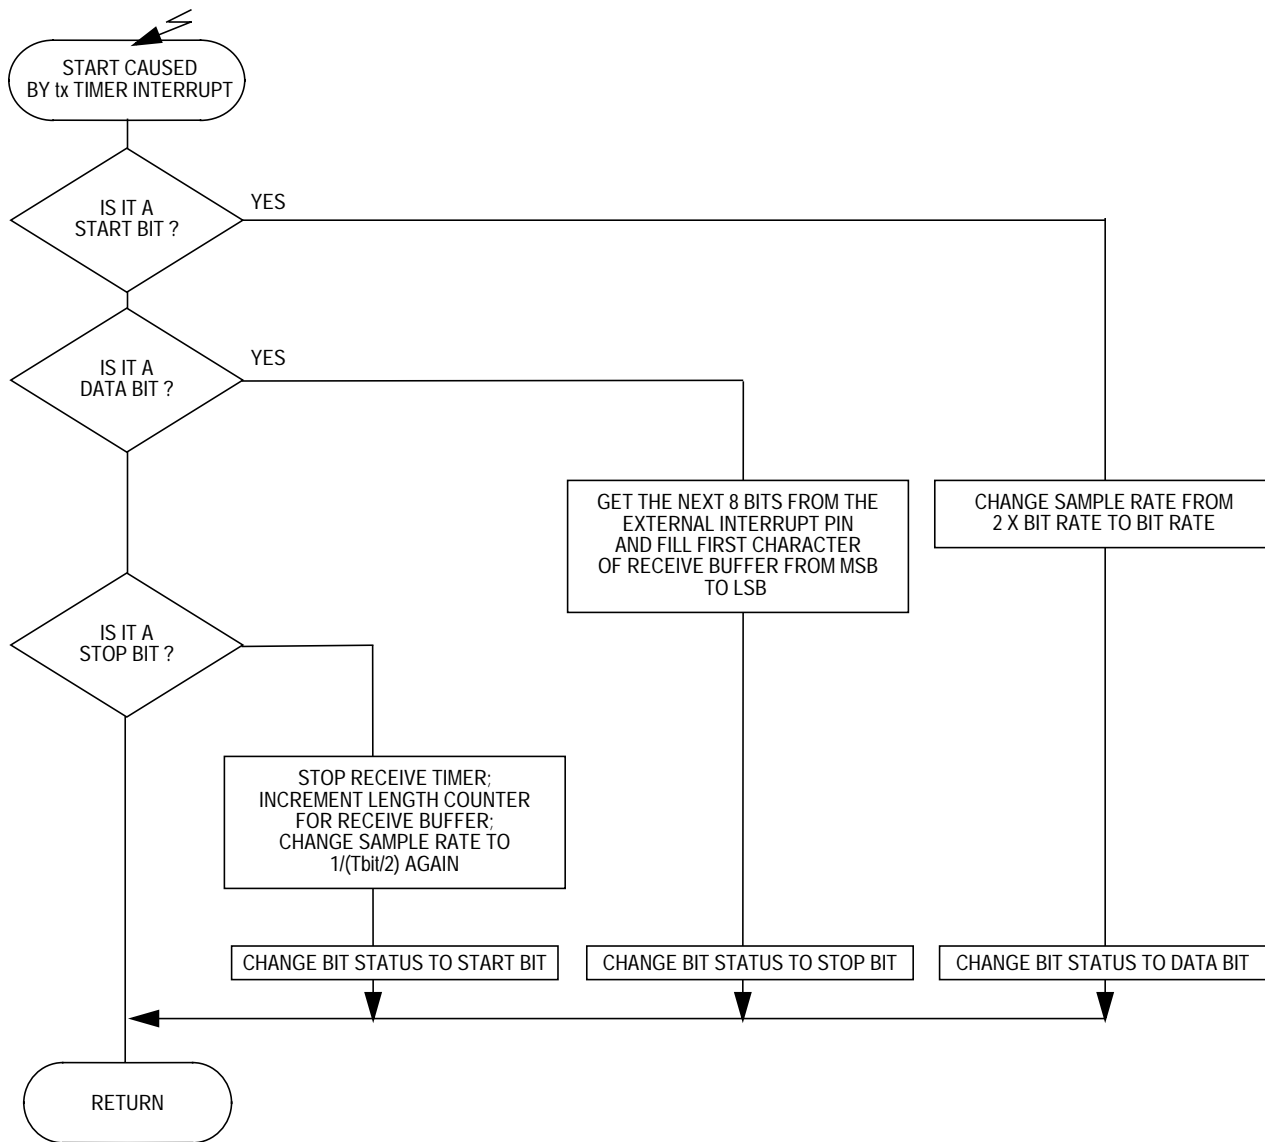 START CAUSED
BY tx TIMER INTERRUPT
IS IT A
START BIT ?
YES
IS IT A
DATA BIT ?
YES
GET THE NEXT 8 BITS FROM THE
EXTERNAL INTERRUPT PIN
AND FILL FIRST CHARACTER
OF RECEIVE BUFFER FROM MSB
TO LSB
CHANGE SAMPLE RATE FROM
2 X BIT RATE TO BIT RATE
IS IT A
STOP BIT ?
STOP RECEIVE TIMER;
INCREMENT LENGTH COUNTER
FOR RECEIVE BUFFER;
CHANGE SAMPLE RATE TO
1/(Tbit/2) AGAIN
CHANGE BIT STATUS TO START BIT
CHANGE BIT STATUS TO STOP BIT
CHANGE BIT STATUS TO DATA BIT
RETURN